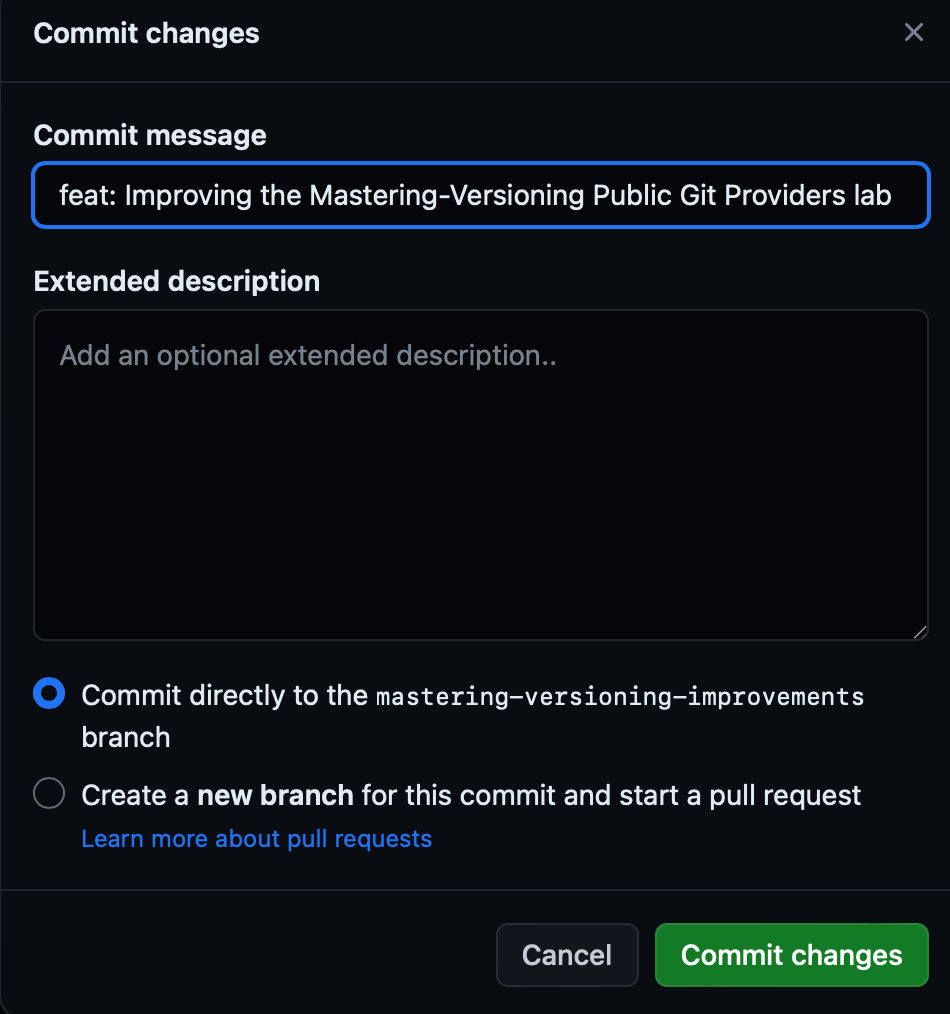 Commit changes
Commit message
feat: Improving the Mastering-Versioning Public Git Providers lab
Extended description
Add an optional extended description..
Commit directly to the mastering-versioning-improvements
branch
Create a new branch for this commit and start a pull request
Learn more about pull requests
Cancel
Commit changes